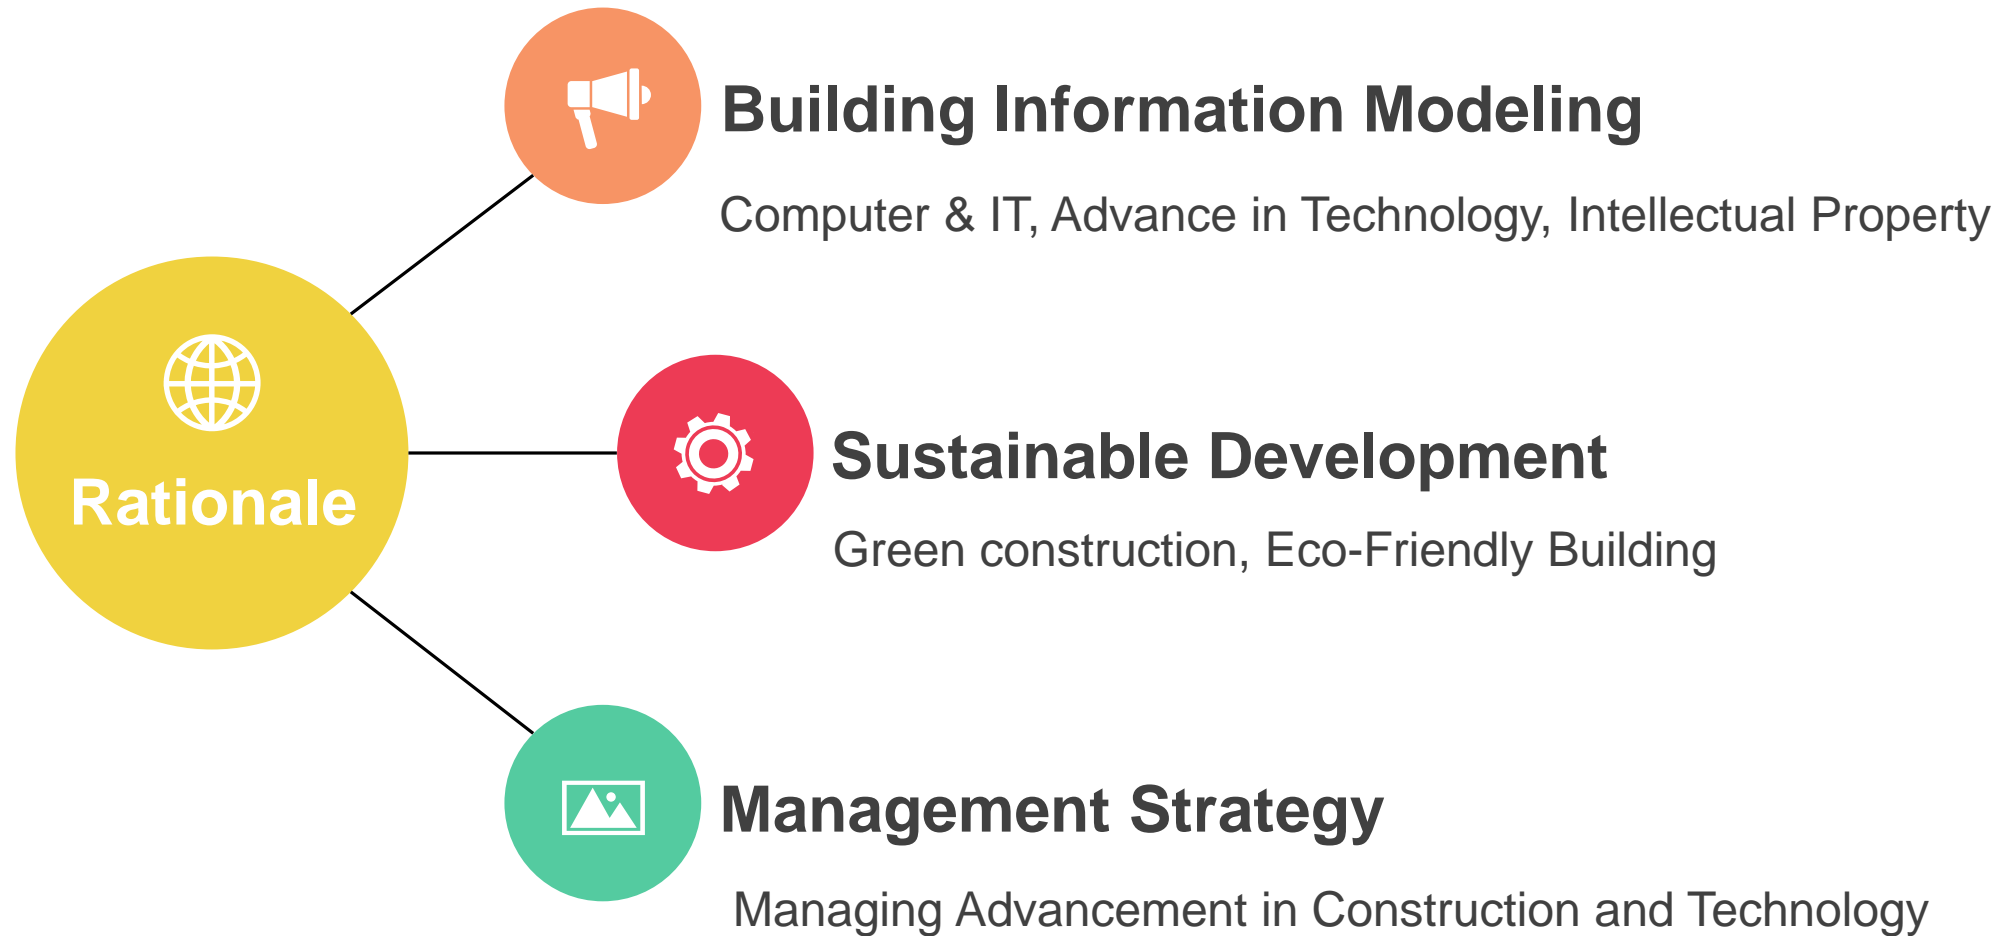 Rationale
Building Information Modeling
Computer & IT, Advance in Technology, Intellectual Property
Sustainable Development
Green construction, Eco-Friendly Building
Management Strategy
Managing Advancement in Construction and Technology